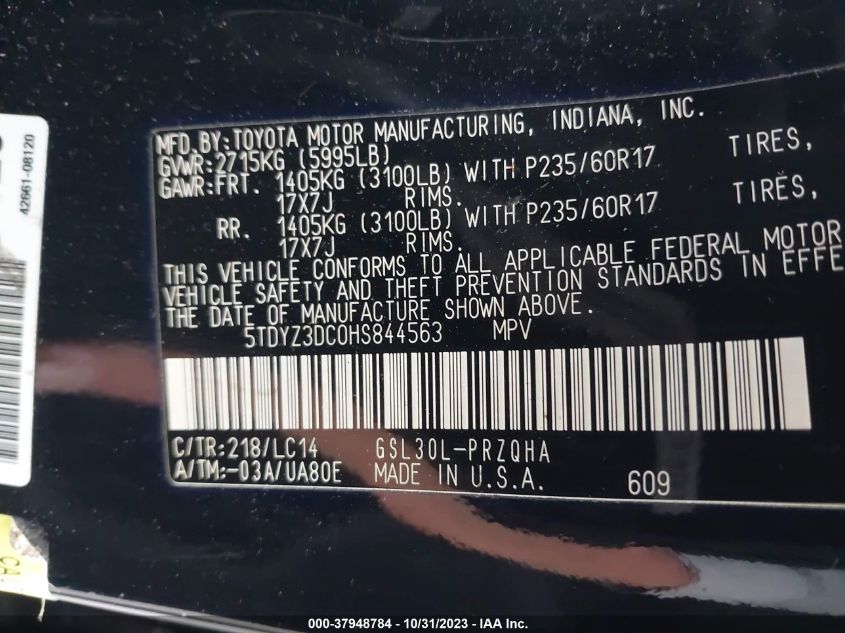 42661-08120
MFD.BY:TOYOTA MOTOR MANUFACTURING, INDIANA, INC.
GVWR:2715KG (5995LB)
GAWR:FRT. 1405KG (3100LB) WITH P235/60R17 TIRES,
17X7J RIMS.
RR. 1405KG (3100LB) WITH P235/60R17 TIRES,
17X7J RIMS.
THIS VEHICLE CONFORMS TO ALL APPLICABLE FEDERAL MOTOR
VEHICLE SAFETY AND THEFT PREVENTION STANDARDS IN EFFE
THE DATE OF MANUFACTURE SHOWN ABOVE.
5TDYZ3DC0HS844563 MPV
C/TR:218/LC14 GSL30L-PRZQHA
A/TM:-03A/UA80E MADE IN U.S.A. 609
000-37948784 - 10/31/2023 - IAA Inc.